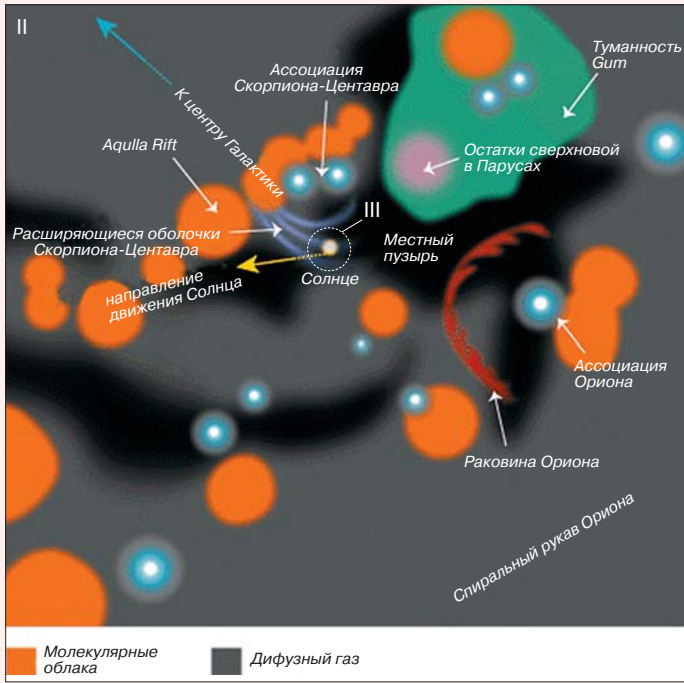 II
Туманность
Gum
Ассоциация
Скорпиона-Центавра
К центру Галактики
Aqulla Rift
Остатки сверхновой
в Парусах
III
Расширяющиеся оболочки
Скорпиона-Центавра
Местный
пузырь
Солнце
направление
движения Солнца
Ассоциация
Ориона
Раковина Ориона
Спиральный рукав Ориона
Молекулярные
облака
Дифузный газ